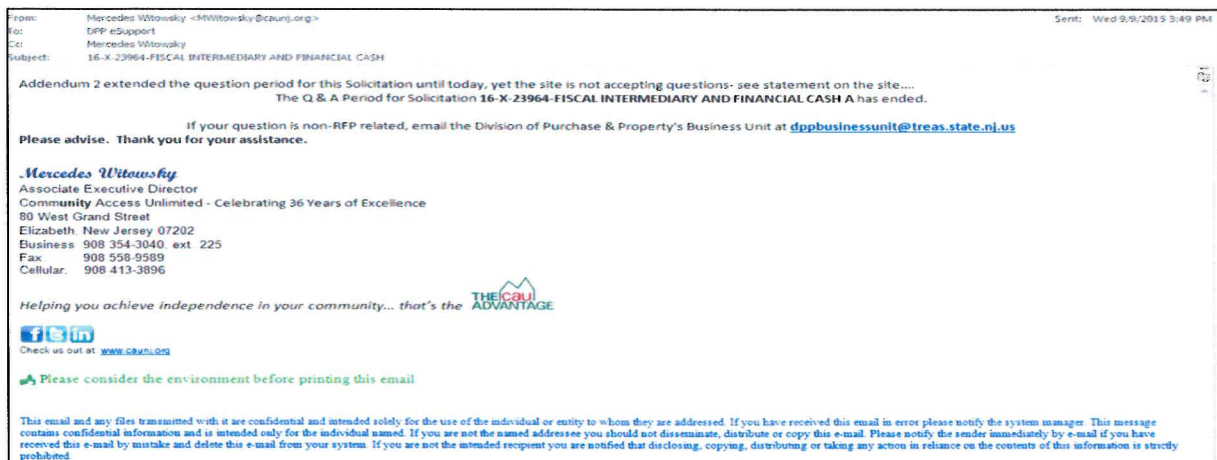 From: Mercedes Witowsky <MWitowsky@caunj.org> Sent: Wed 9/9/2015 3:49 PM
To: DPP eSupport
Cc: Mercedes Witowsky
Subject: 16-X-23964-FISCAL INTERMEDIARY AND FINANCIAL CASH
Addendum 2 extended the question period for this Solicitation until today, yet the site is not accepting questions- see statement on the site....
The Q & A Period for Solicitation 16-X-23964-FISCAL INTERMEDIARY AND FINANCIAL CASH A has ended.
If your question is non-RFP related, email the Division of Purchase & Property's Business Unit at dppbusinessunit@treas.state.nj.us
Please advise. Thank you for your assistance.
Mercedes Witowsky
Associate Executive Director
Community Access Unlimited - Celebrating 36 Years of Excellence
80 West Grand Street
Elizabeth, New Jersey 07202
Business 908 354-3040. ext. 225
Fax 908 558-9589
Cellular. 908 413-3896
Helping you achieve independence in your community... that's the THE cau ADVANTAGE
f t in
Check us out at www.caunj.org
Please consider the environment before printing this email
This email and any files transmitted with it are confidential and intended solely for the use of the individual or entity to whom they are addressed. If you have received this email in error please notify the system manager. This message
contains confidential information and is intended only for the individual named. If you are not the named addressee you should not disseminate, distribute or copy this e-mail. Please notify the sender immediately by e-mail if you have
received this e-mail by mistake and delete this e-mail from your system. If you are not the intended recipient you are notified that disclosing, copying, distributing or taking any action in reliance on the contents of this information is strictly
prohibited